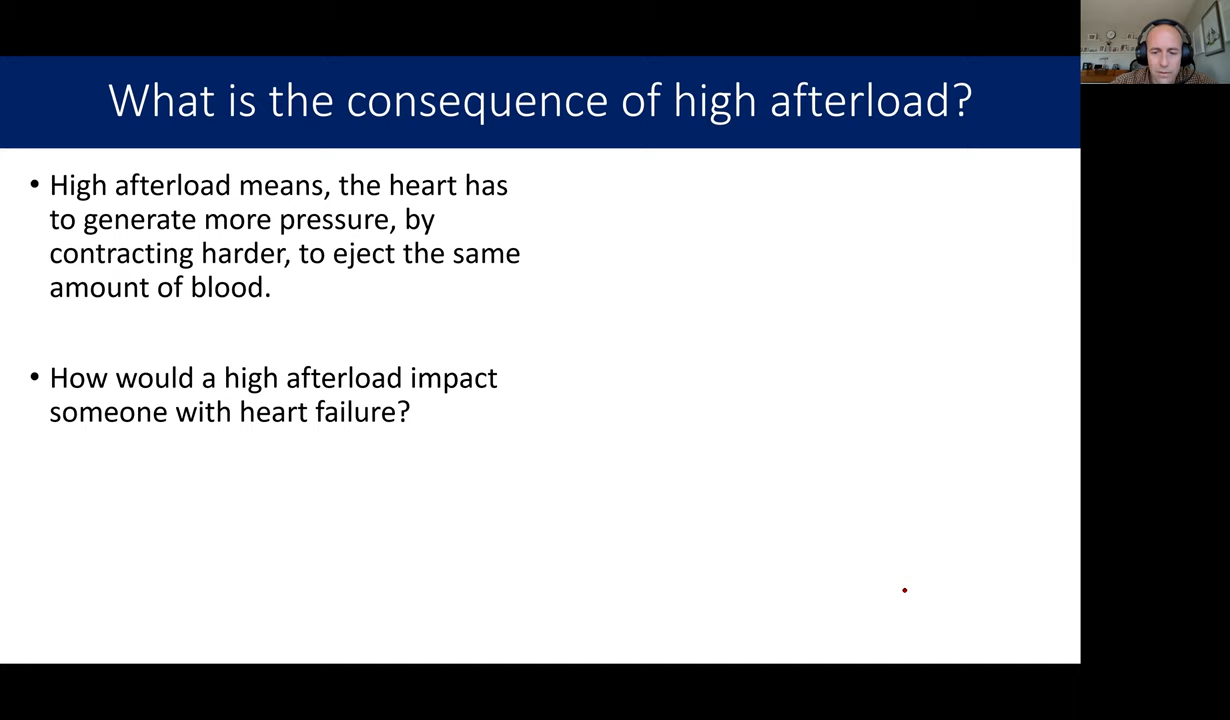 What is the consequence of high afterload?
• High afterload means, the heart has
to generate more pressure, by
contracting harder, to eject the same
amount of blood.
• How would a high afterload impact
someone with heart failure?